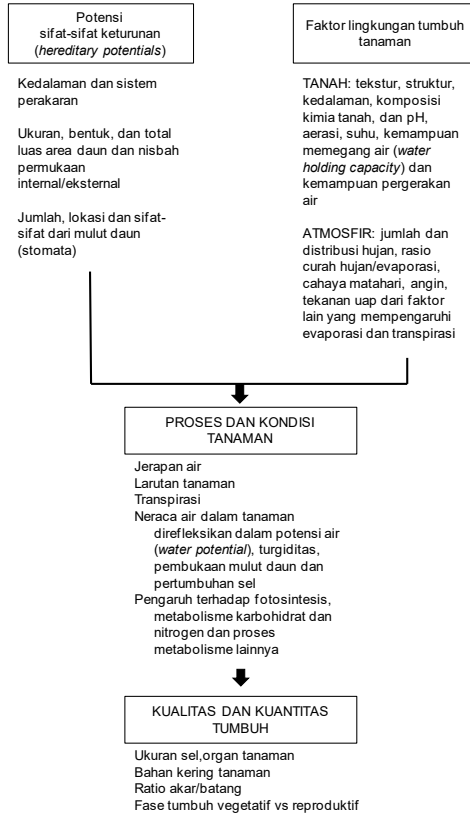 Potensi
sifat-sifat keturunan
(hereditary potentials)
Kedalaman dan sistem
perakaran
Ukuran, bentuk, dan total
luas area daun dan nisbah
permukaan
internal/eksternal
Jumlah, lokasi dan sifat-
sifat dari mulut daun
(stomata)
Faktor lingkungan tumbuh
tanaman
TANAH: tekstur, struktur,
kedalaman, komposisi
kimia tanah, dan pH,
aerasi, suhu, kemampuan
memegang air (water
holding capacity) dan
kemampuan pergerakan
air
ATMOSFIR: jumlah dan
distribusi hujan, rasio
curah hujan/evaporasi,
cahaya matahari, angin,
tekanan uap dari faktor
lain yang mempengaruhi
evaporasi dan transpirasi
PROSES DAN KONDISI
TANAMAN
Jerapan air
Larutan tanaman
Transpirasi
Neraca air dalam tanaman
direfleksikan dalam potensi air
(water potential), turgiditas,
pembukaan mulut daun dan
pertumbuhan sel
Pengaruh terhadap fotosintesis,
metabolisme karbohidrat dan
nitrogen dan proses
metabolisme lainnya
KUALITAS DAN KUANTITAS
TUMBUH
Ukuran sel,organ tanaman
Bahan kering tanaman
Ratio akar/batang
Fase tumbuh vegetatif vs reproduktif